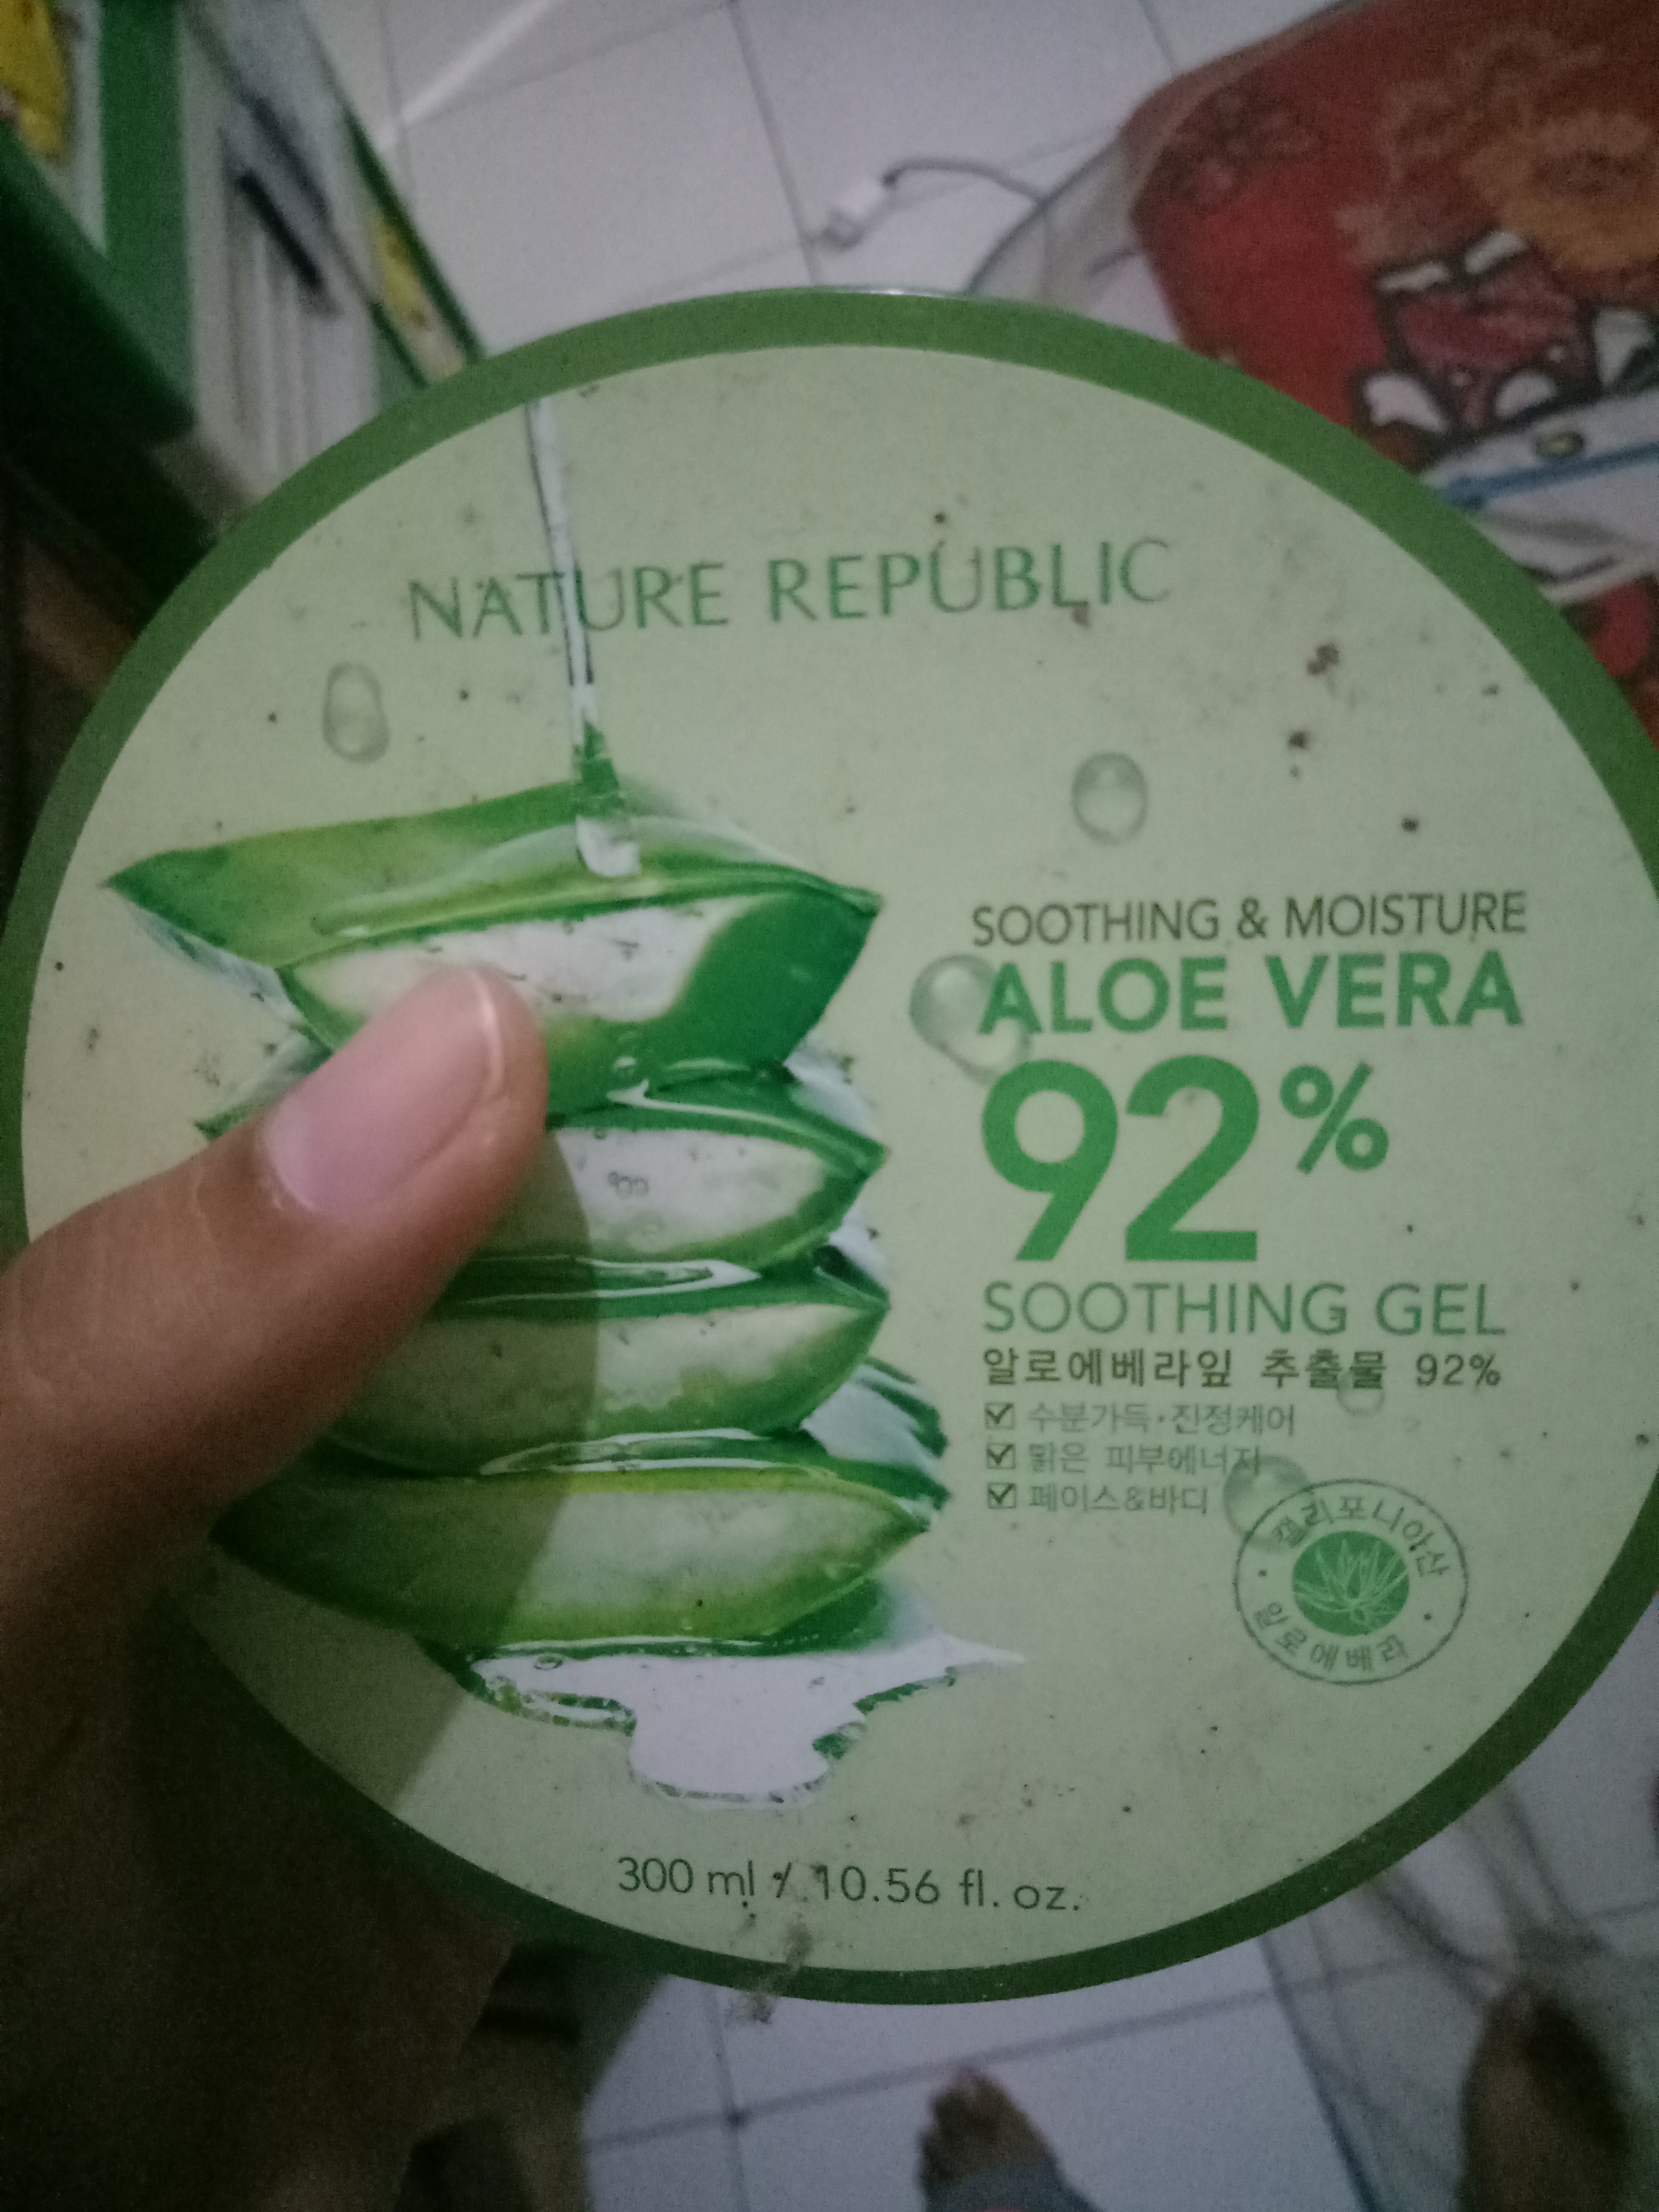 NATURE REPUBLIC
SOOTHING & MOISTURE
ALOE VERA
92%
SOOTHING GEL
알로에베라잎 추출물 92%
수분가득·진정케어
맑은 피부에너지
페이스&바디
캘리포니아산
알로에베라
300 ml / 10.56 fl. oz.